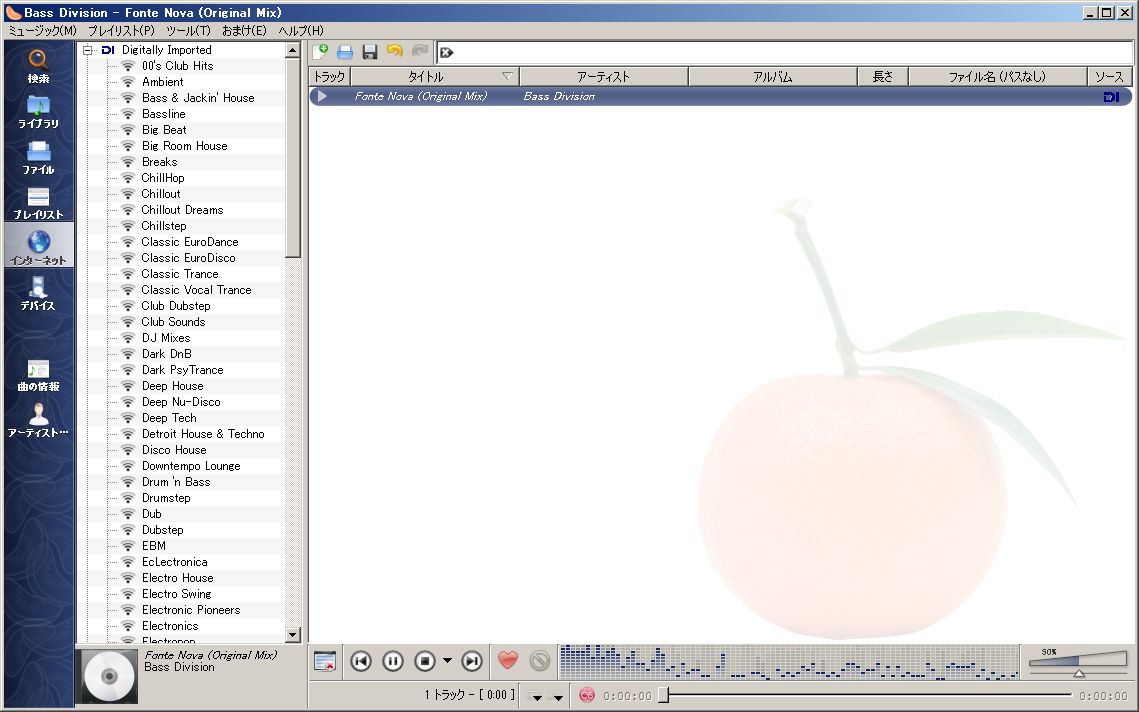 Bass Division - Fonte Nova (Original Mix)
ミュージック(M) プレイリスト(P) ツール(T) おまけ(E) ヘルプ(H)
検索
ライブラリ
ファイル
プレイリスト
インターネット
デバイス
曲の情報
アーティスト…
DI Digitally Imported
00's Club Hits
Ambient
Bass & Jackin' House
Bassline
Big Beat
Big Room House
Breaks
ChillHop
Chillout
Chillout Dreams
Chillstep
Classic EuroDance
Classic EuroDisco
Classic Trance
Classic Vocal Trance
Club Dubstep
Club Sounds
DJ Mixes
Dark DnB
Dark PsyTrance
Deep House
Deep Nu-Disco
Deep Tech
Detroit House & Techno
Disco House
Downtempo Lounge
Drum 'n Bass
Drumstep
Dub
Dubstep
EBM
EcLectronica
Electro House
Electro Swing
Electronic Pioneers
Electronics
Electropop
トラック タイトル アーティスト アルバム 長さ ファイル名 (パスなし) ソース
Fonte Nova (Original Mix) Bass Division DI
Fonte Nova (Original Mix)
Bass Division
50%
1 トラック - [ 0:00 ]
0:00:00 0:00:00